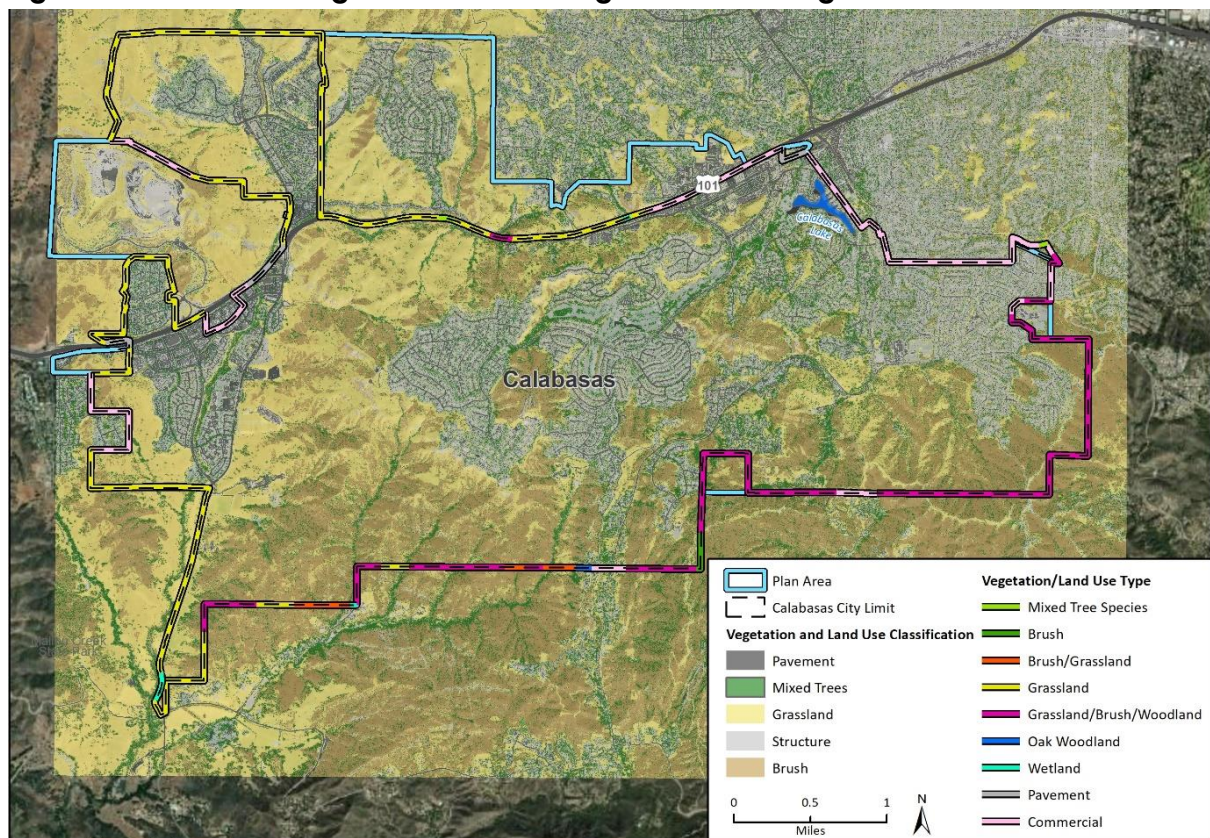 101
Calabasas
Lake
Calabasas
Plan Area
Calabasas City Limit
Vegetation and Land Use Classification
Pavement
Mixed Trees
Grassland
Structure
Brush
0 0.5 1
Miles
N
Vegetation/Land Use Type
Mixed Tree Species
Brush
Brush/Grassland
Grassland
Grassland/Brush/Woodland
Oak Woodland
Wetland
Pavement
Commercial